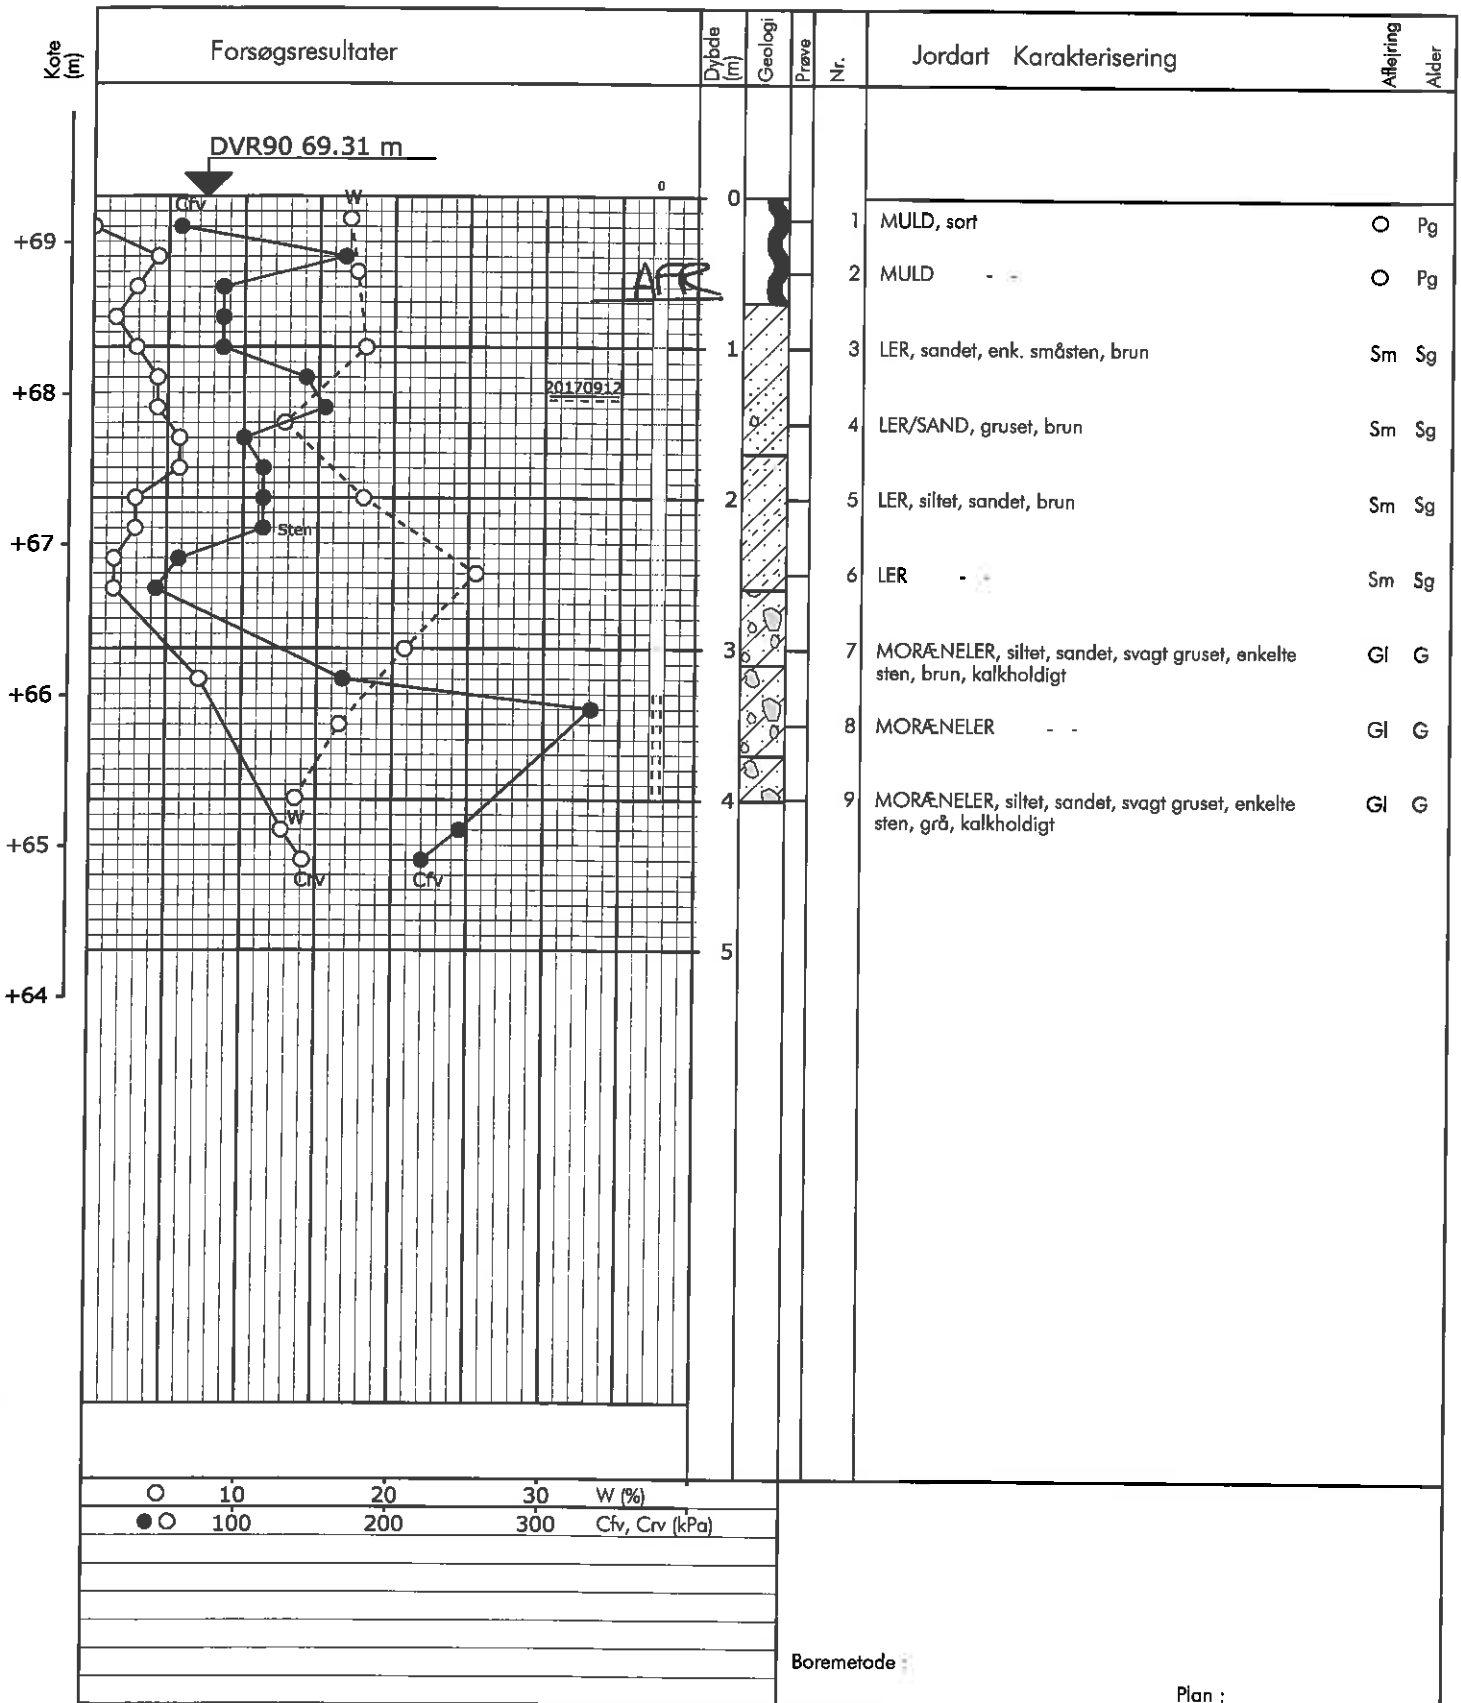 Kote (m)
Forsøgsresultater
Dybde (m)
Geologi
Prøve
Nr.
Jordart Karakterisering
Aflejring
Alder
DVR90 69.31 m
Cfv
W
0
0
1 MULD, sort O Pg
+69
AFR
2 MULD - - O Pg
1
3 LER, sandet, enk. småsten, brun Sm Sg
+68
20170912
4 LER/SAND, gruset, brun Sm Sg
2
5 LER, siltet, sandet, brun Sm Sg
Sten
+67
6 LER - - Sm Sg
3
7 MORÆNELER, siltet, sandet, svagt gruset, enkelte Gl G
sten, brun, kalkholdigt
+66
8 MORÆNELER - - Gl G
4
9 MORÆNELER, siltet, sandet, svagt gruset, enkelte Gl G
sten, grå, kalkholdigt
W
+65
Crv
Cfv
5
+64
10 20 30 W (%)
100 200 300 Cfv, Crv (kPa)
Boremetode :
Plan :